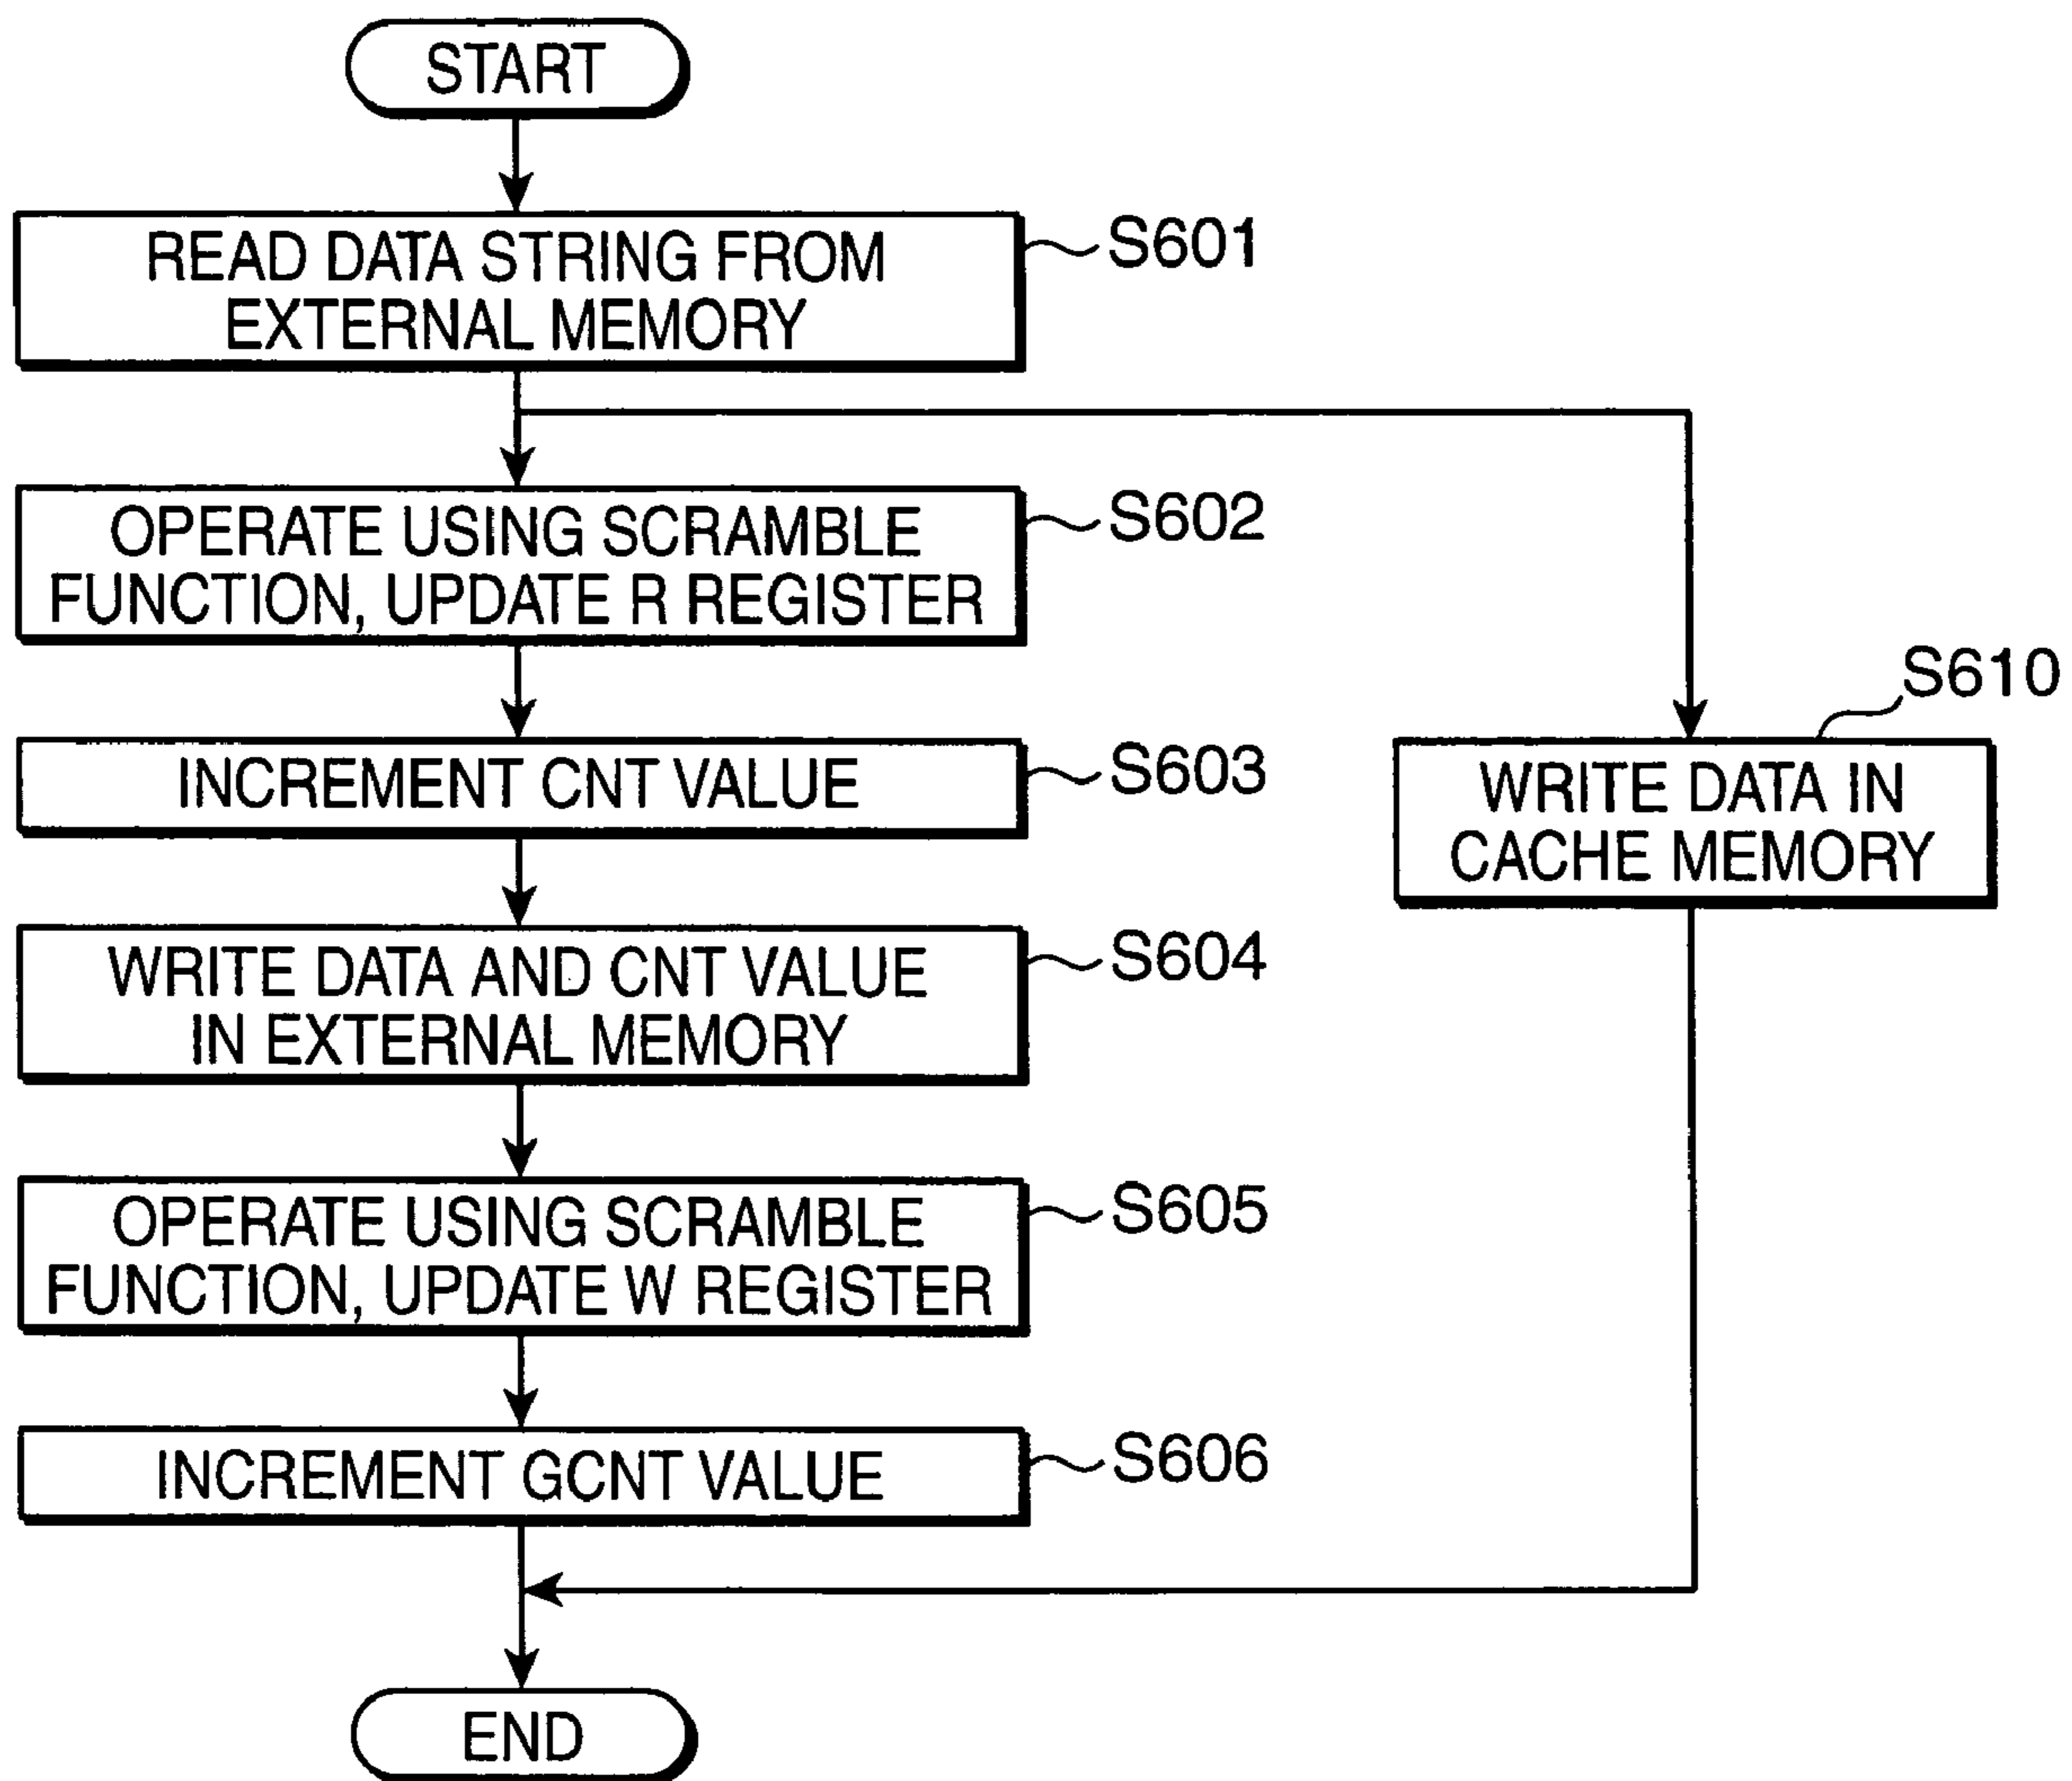 START
READ DATA STRING FROM
EXTERNAL MEMORY
S601
OPERATE USING SCRAMBLE
FUNCTION, UPDATE R REGISTER
S602
INCREMENT CNT VALUE
S603
WRITE DATA IN
CACHE MEMORY
S610
WRITE DATA AND CNT VALUE
IN EXTERNAL MEMORY
S604
OPERATE USING SCRAMBLE
FUNCTION, UPDATE W REGISTER
S605
INCREMENT GCNT VALUE
S606
END